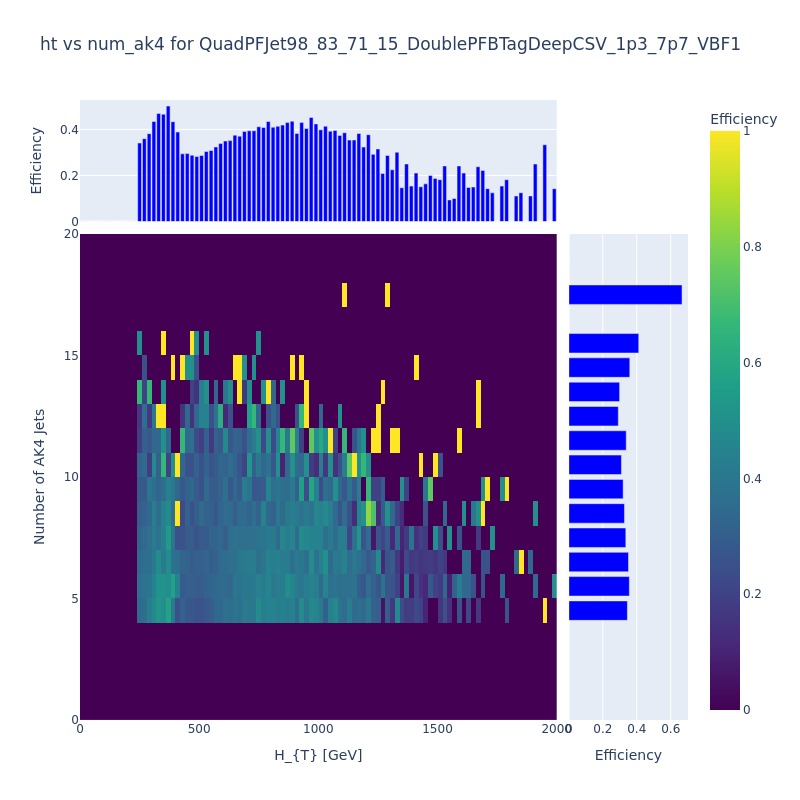 ht vs num_ak4 for QuadPFJet98_83_71_15_DoublePFBTagDeepCSV_1p3_7p7_VBF1
Efficiency
0.4
0.2
0
Efficiency
1
0.8
0.6
0.4
0.2
0
Number of AK4 Jets
20
15
10
5
0
0 500 1000 1500 2000
H_{T} [GeV]
0 0.2 0.4 0.6
Efficiency